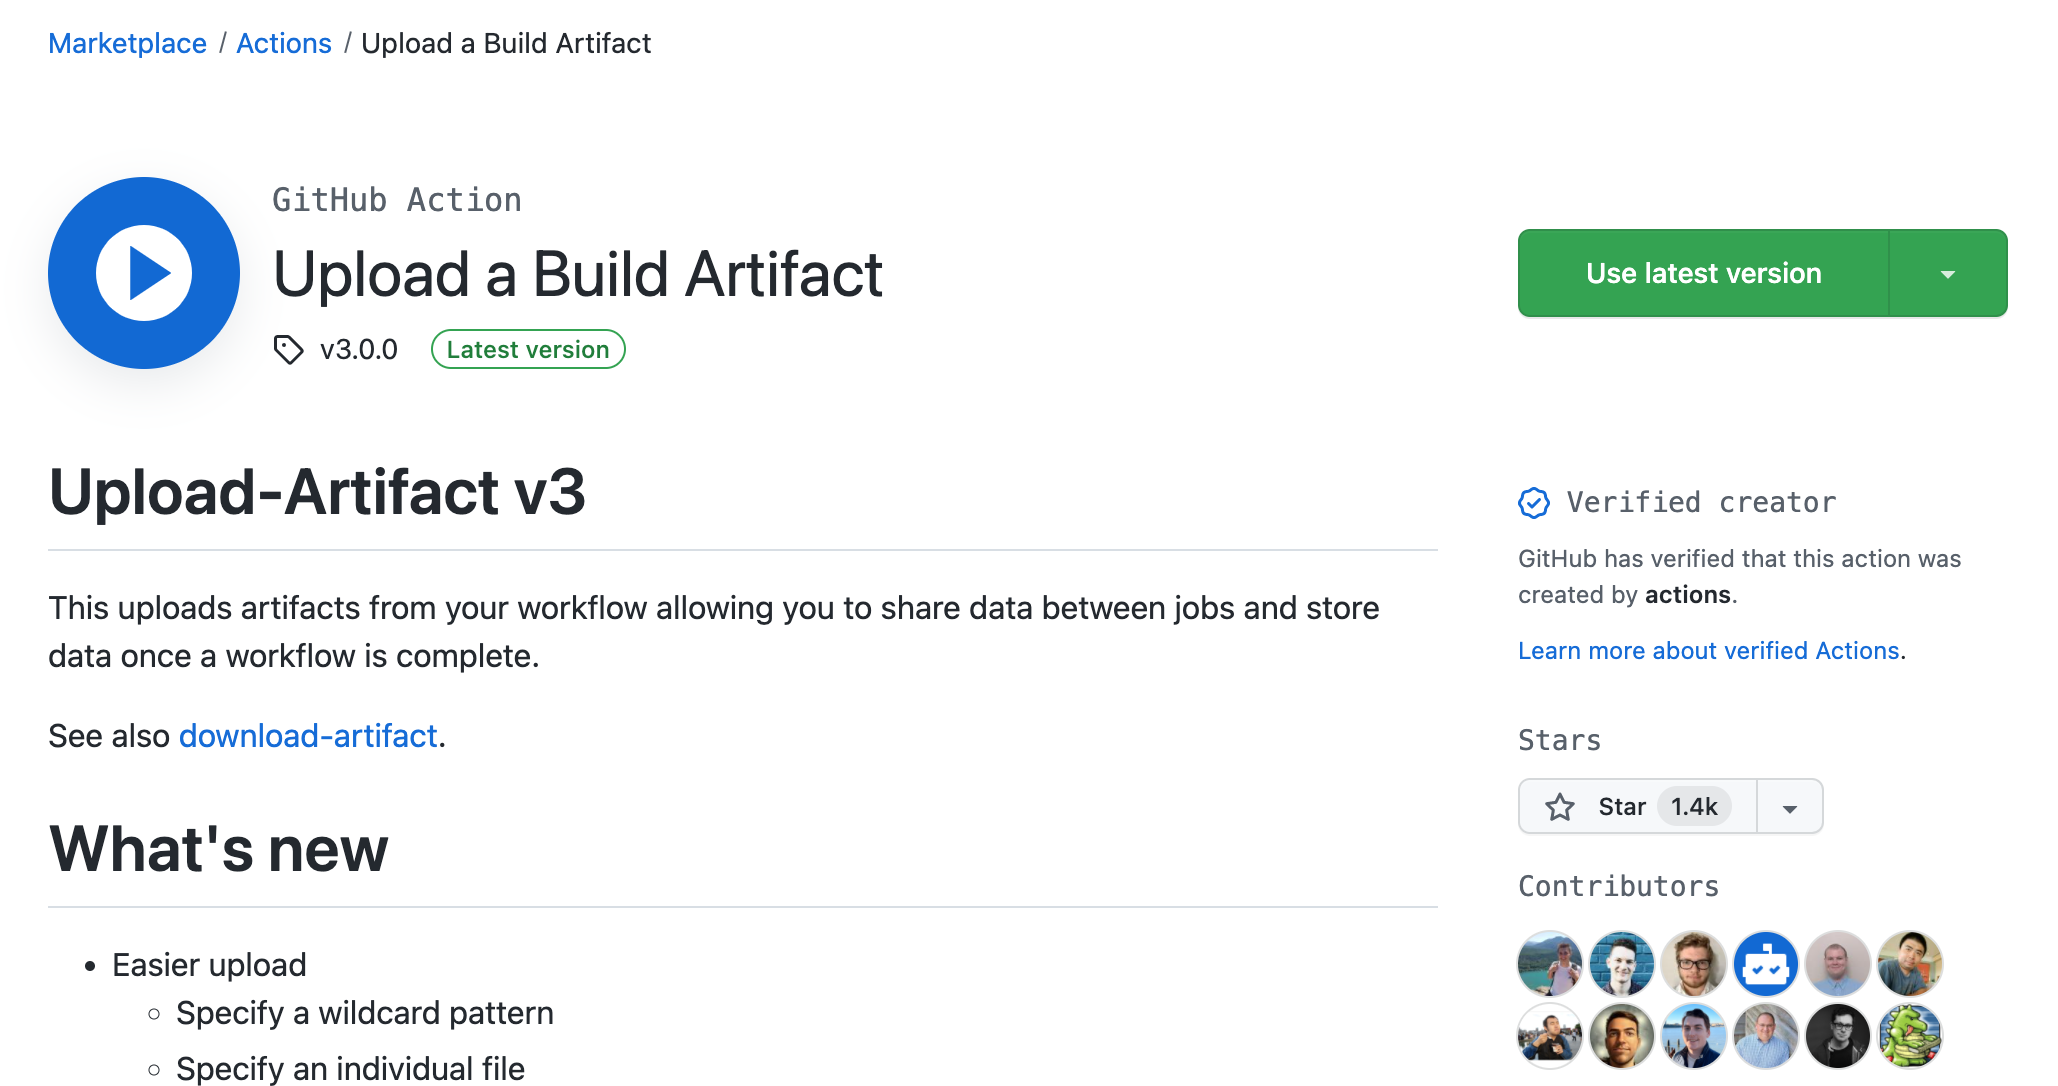 Marketplace / Actions / Upload a Build Artifact
GitHub Action
Upload a Build Artifact
v3.0.0
Latest version
Use latest version
Upload-Artifact v3
This uploads artifacts from your workflow allowing you to share data between jobs and store
data once a workflow is complete.
See also download-artifact.
What's new
Easier upload
Specify a wildcard pattern
Specify an individual file
Verified creator
GitHub has verified that this action was
created by actions.
Learn more about verified Actions.
Stars
Star 1.4k
Contributors